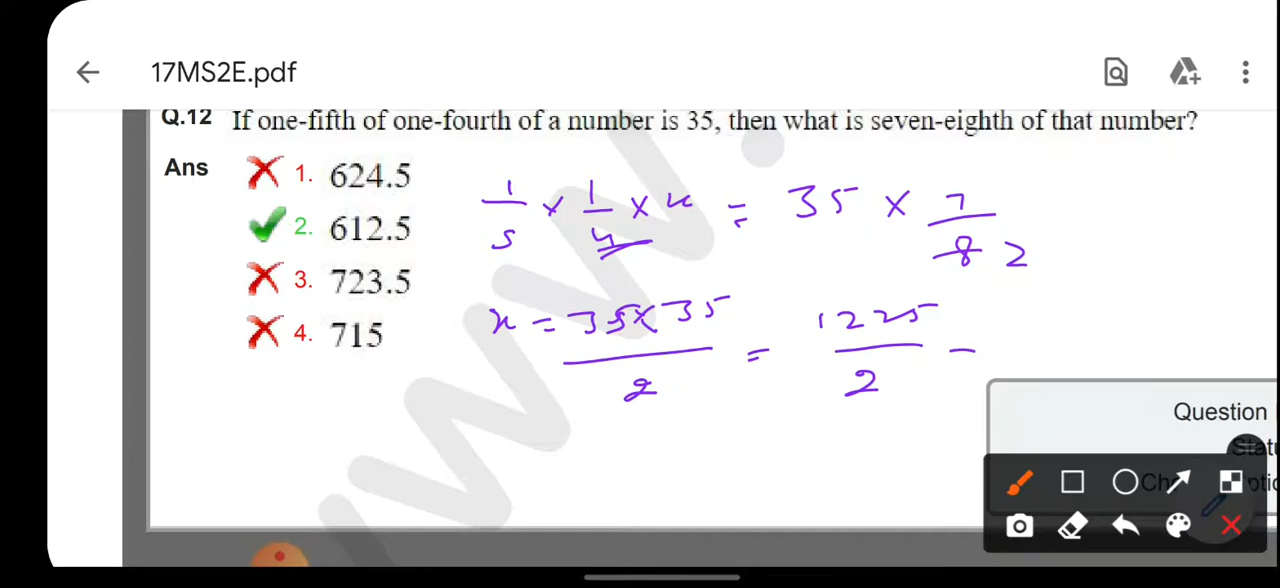 17MS2E.pdf
Q.12 If one-fifth of one-fourth of a number is 35, then what is seven-eighth of that number?
Ans
1. 624.5
2. 612.5
3. 723.5
4. 715
1/5 × 1/4 × x = 35 × 7/8 2
x = 35×35/2 = 1225/2 =
Question